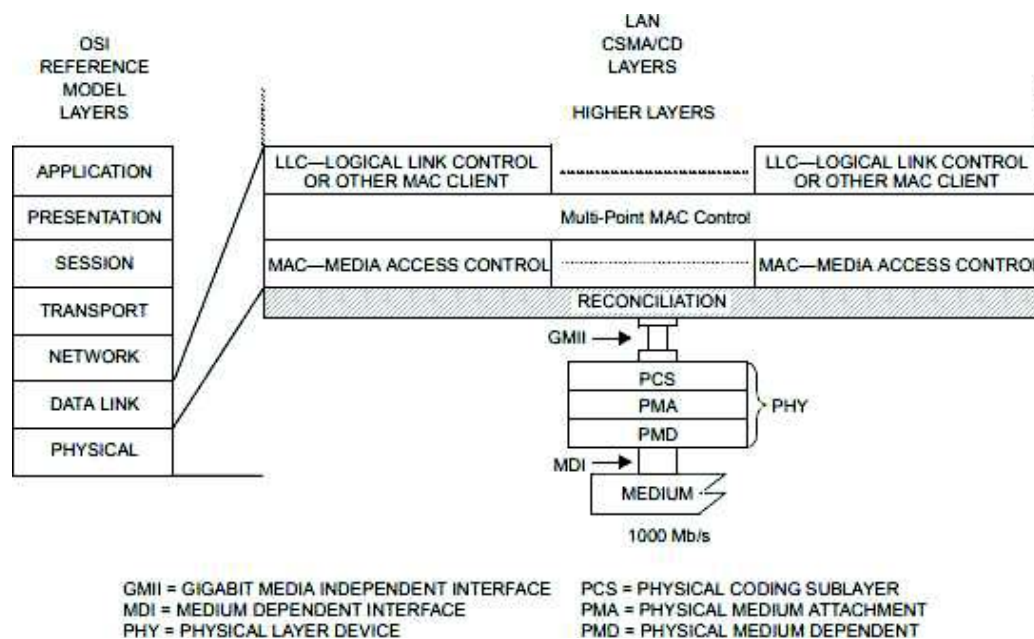 OSI
REFERENCE
MODEL
LAYERS
LAN
CSMA/CD
LAYERS
HIGHER LAYERS
APPLICATION
PRESENTATION
SESSION
TRANSPORT
NETWORK
DATA LINK
PHYSICAL
LLC—LOGICAL LINK CONTROL
OR OTHER MAC CLIENT
LLC—LOGICAL LINK CONTROL
OR OTHER MAC CLIENT
Multi-Point MAC Control
MAC—MEDIA ACCESS CONTROL
MAC—MEDIA ACCESS CONTROL
RECONCILIATION
GMII
PCS
PMA
PMD
PHY
MDI
MEDIUM
1000 Mb/s
GMII = GIGABIT MEDIA INDEPENDENT INTERFACE
MDI = MEDIUM DEPENDENT INTERFACE
PHY = PHYSICAL LAYER DEVICE
PCS = PHYSICAL CODING SUBLAYER
PMA = PHYSICAL MEDIUM ATTACHMENT
PMD = PHYSICAL MEDIUM DEPENDENT